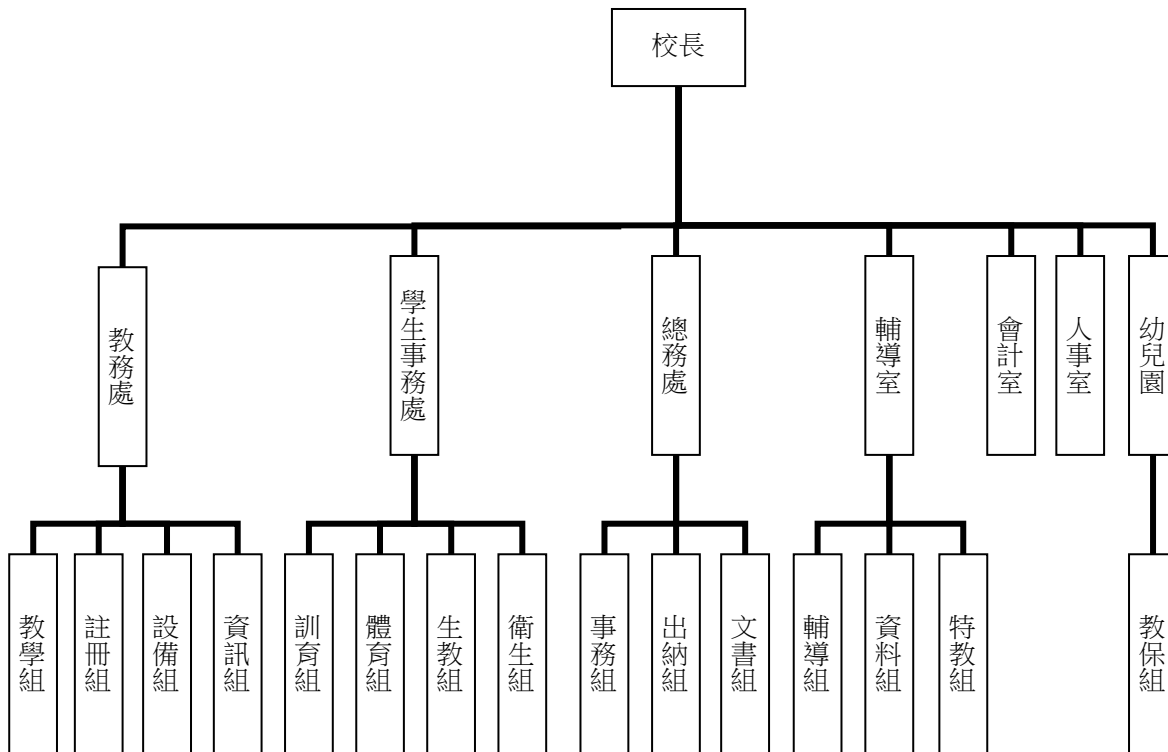 校長
教務處
學生事務處
總務處
輔導室
會計室
人事室
幼兒園
教學組
註冊組
設備組
資訊組
訓育組
體育組
生教組
衛生組
事務組
出納組
文書組
輔導組
資料組
特教組
教保組